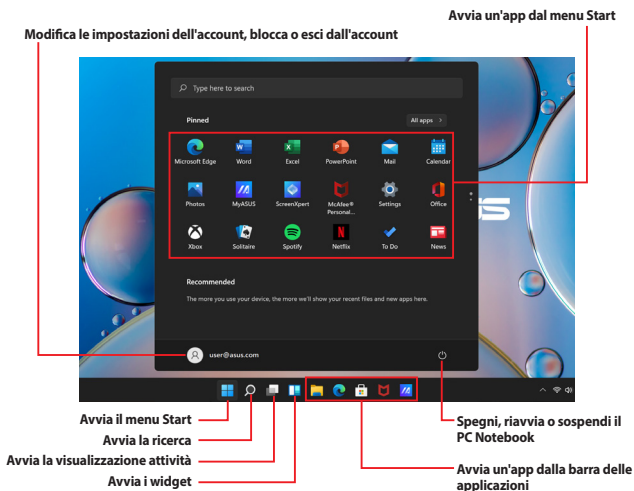 Avvia un'app dal menu Start
Modifica le impostazioni dell'account, blocca o esci dall'account
Type here to search
Pinned
All apps >
Microsoft Edge
Word
Excel
PowerPoint
Mail
Calendar
Photos
MyASUS
ScreenXpert
McAfee®
Personal...
Settings
Office
Xbox
Solitaire
Spotify
Netflix
To Do
News
Recommended
The more you use your device, the more we'll show your recent files and new apps here.
user@asus.com
Avvia il menu Start
Avvia la ricerca
Avvia la visualizzazione attività
Avvia i widget
Spegni, riavvia o sospendi il
PC Notebook
Avvia un'app dalla barra delle
applicazioni